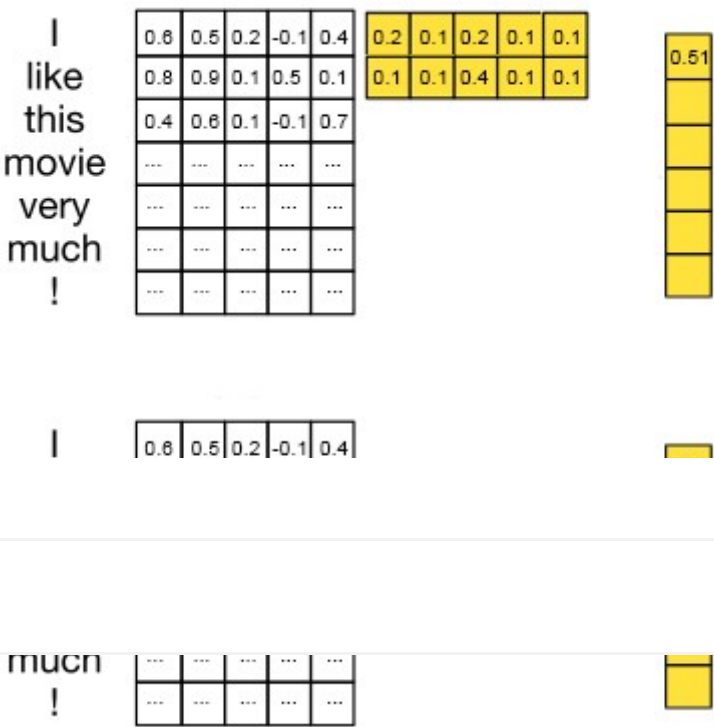 I 0.6 0.5 0.2 -0.1 0.4 0.2 0.1 0.2 0.1 0.1
0.51
like 0.8 0.9 0.1 0.5 0.1 0.1 0.1 0.4 0.1 0.1
this 0.4 0.6 0.1 -0.1 0.7
movie ... ... ... ... ...
very ... ... ... ... ...
much ... ... ... ... ...
! ... ... ... ... ...
I 0.6 0.5 0.2 -0.1 0.4
much ... ... ... ... ...
! ... ... ... ... ...